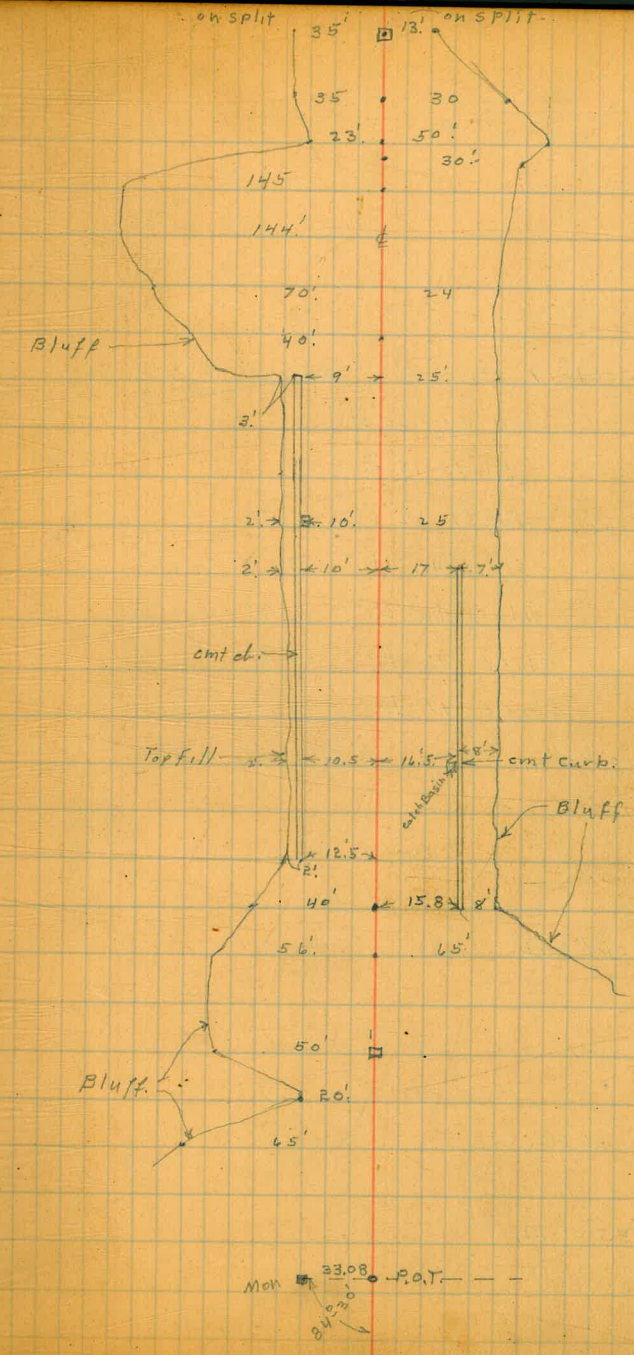 on split 35' 13' on split
35 30
23' 50'
30'
145
144' ℄
70' 24
Bluff 40'
9' 25'
3'
2' 10' 25
2' 10' 17 7'
cmt cb.
8'
Top Fill 2' 10.5 16.5 cmt curb.
Catch Basin
Bluff
12.5
2'
40' 15.8 8'
56' 65'
50'
Bluff. 20'
45'
Mon 33.08 P.O.T.
84° 30'